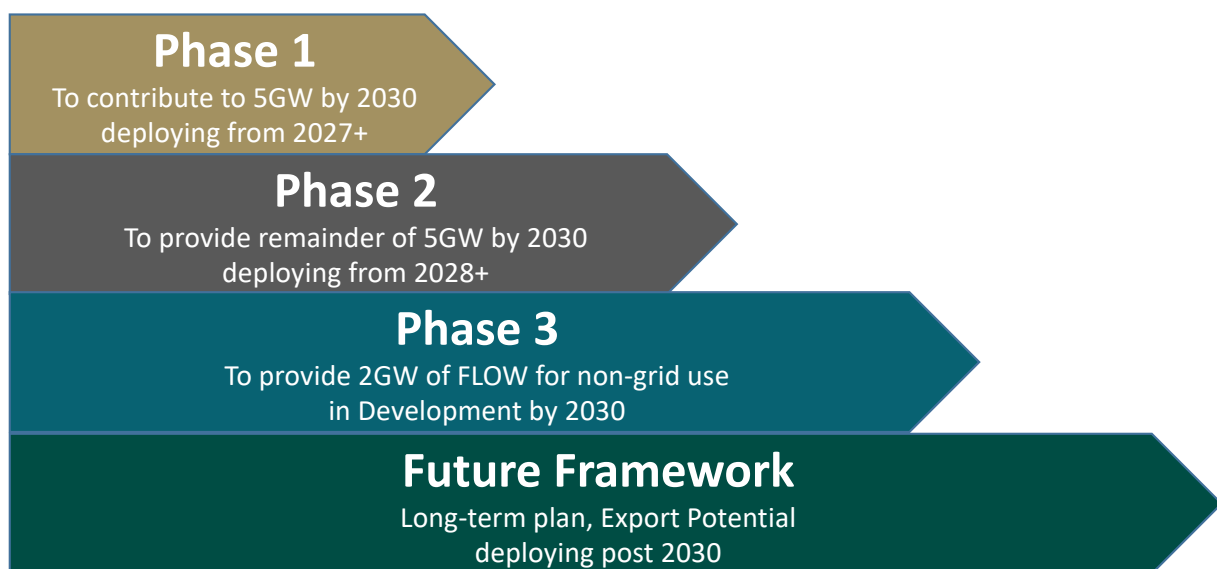 Phase 1
To contribute to 5GW by 2030
deploying from 2027+
Phase 2
To provide remainder of 5GW by 2030
deploying from 2028+
Phase 3
To provide 2GW of FLOW for non-grid use
in Development by 2030
Future Framework
Long-term plan, Export Potential
deploying post 2030